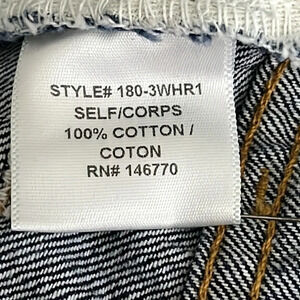 STYLE# 180-3WHR1
SELF/CORPS
100% COTTON /
COTON
RN# 146770